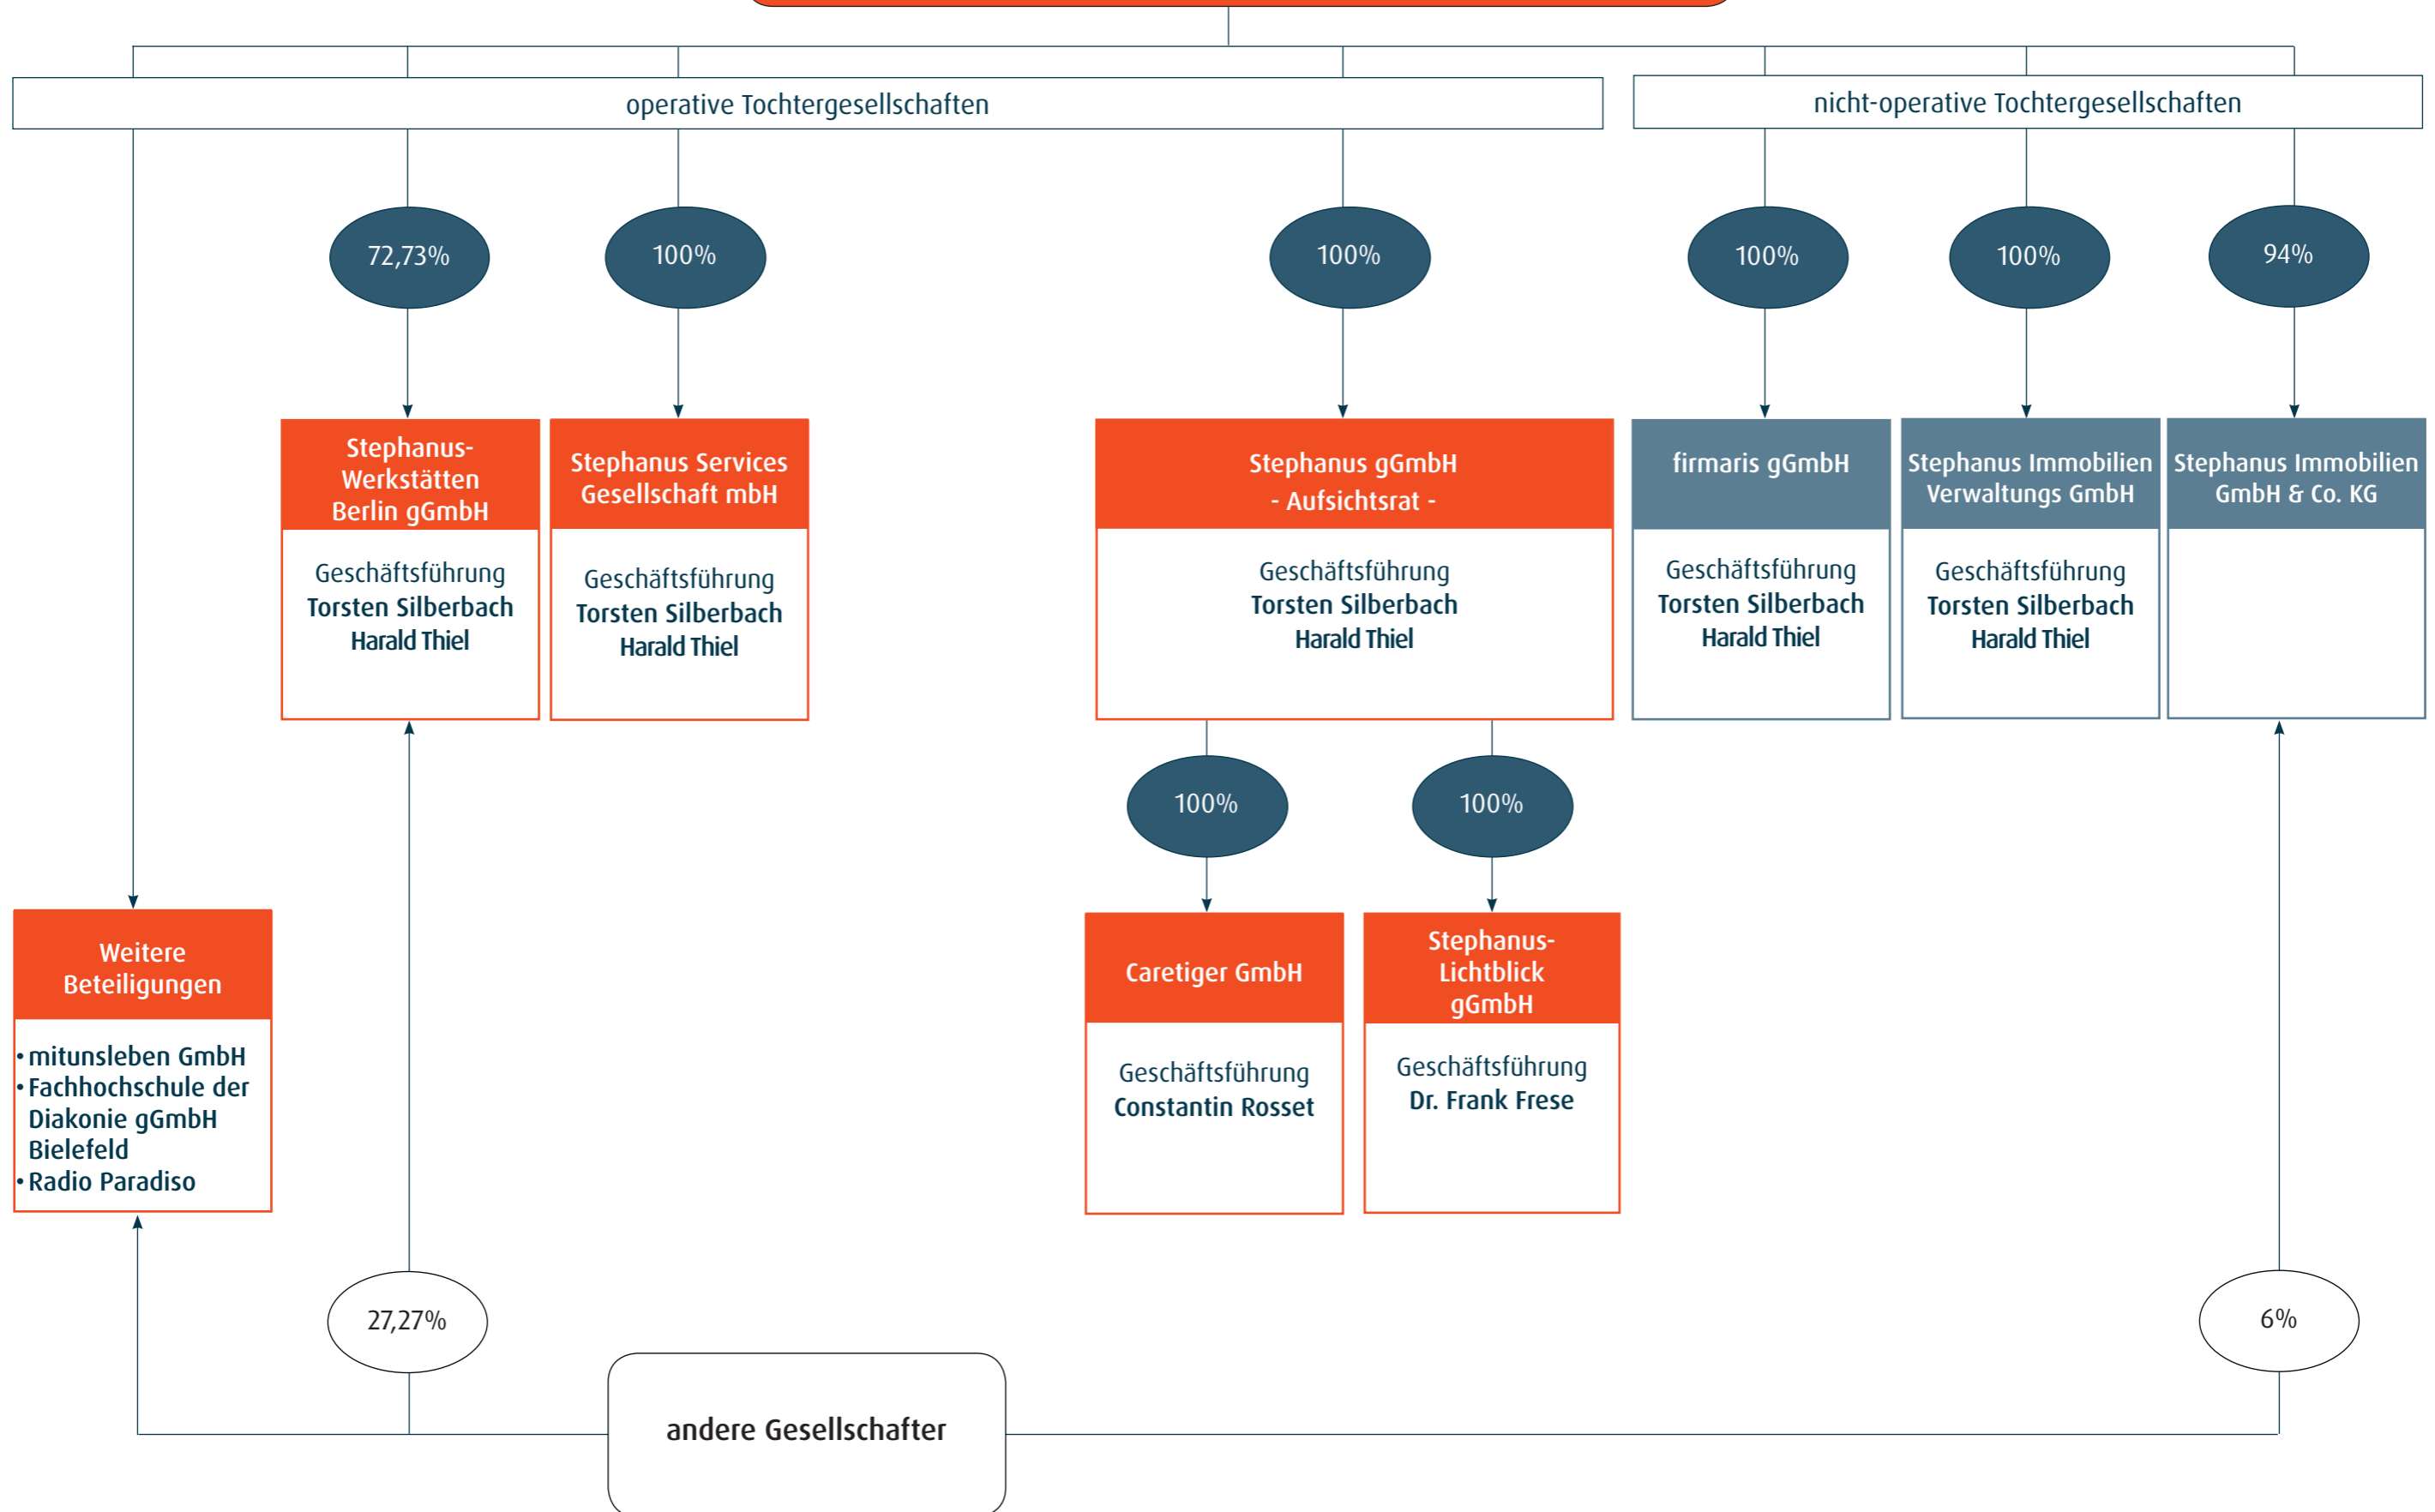 operative Tochtergesellschaften
nicht-operative Tochtergesellschaften
72,73%
100%
100%
100%
100%
94%
Stephanus-
Werkstätten
Berlin gGmbH
Geschäftsführung
Torsten Silberbach
Harald Thiel
Stephanus Services
Gesellschaft mbH
Geschäftsführung
Torsten Silberbach
Harald Thiel
Stephanus gGmbH
- Aufsichtsrat -
Geschäftsführung
Torsten Silberbach
Harald Thiel
firmaris gGmbH
Geschäftsführung
Torsten Silberbach
Harald Thiel
Stephanus Immobilien
Verwaltungs GmbH
Geschäftsführung
Torsten Silberbach
Harald Thiel
Stephanus Immobilien
GmbH & Co. KG
100%
100%
Weitere
Beteiligungen
• mitunsleben GmbH
• Fachhochschule der
Diakonie gGmbH
Bielefeld
• Radio Paradiso
Caretiger GmbH
Geschäftsführung
Constantin Rosset
Stephanus-
Lichtblick
gGmbH
Geschäftsführung
Dr. Frank Frese
27,27%
6%
andere Gesellschafter